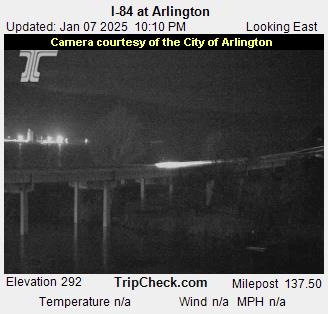 I-84 at Arlington
Updated: Jan 07 2025 10:10 PM Looking East
Camera courtesy of the City of Arlington
Elevation 292 TripCheck.com Milepost 137.50
Temperature n/a Wind n/a MPH n/a